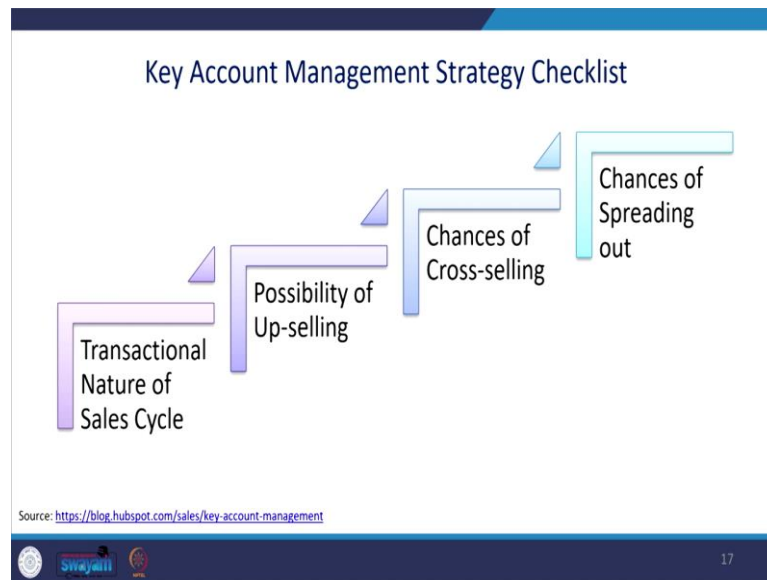 Key Account Management Strategy Checklist
Transactional
Nature of
Sales Cycle
Possibility of
Up-selling
Chances of
Cross-selling
Chances of
Spreading
out
Source: https://blog.hubspot.com/sales/key-account-management
swayam
17